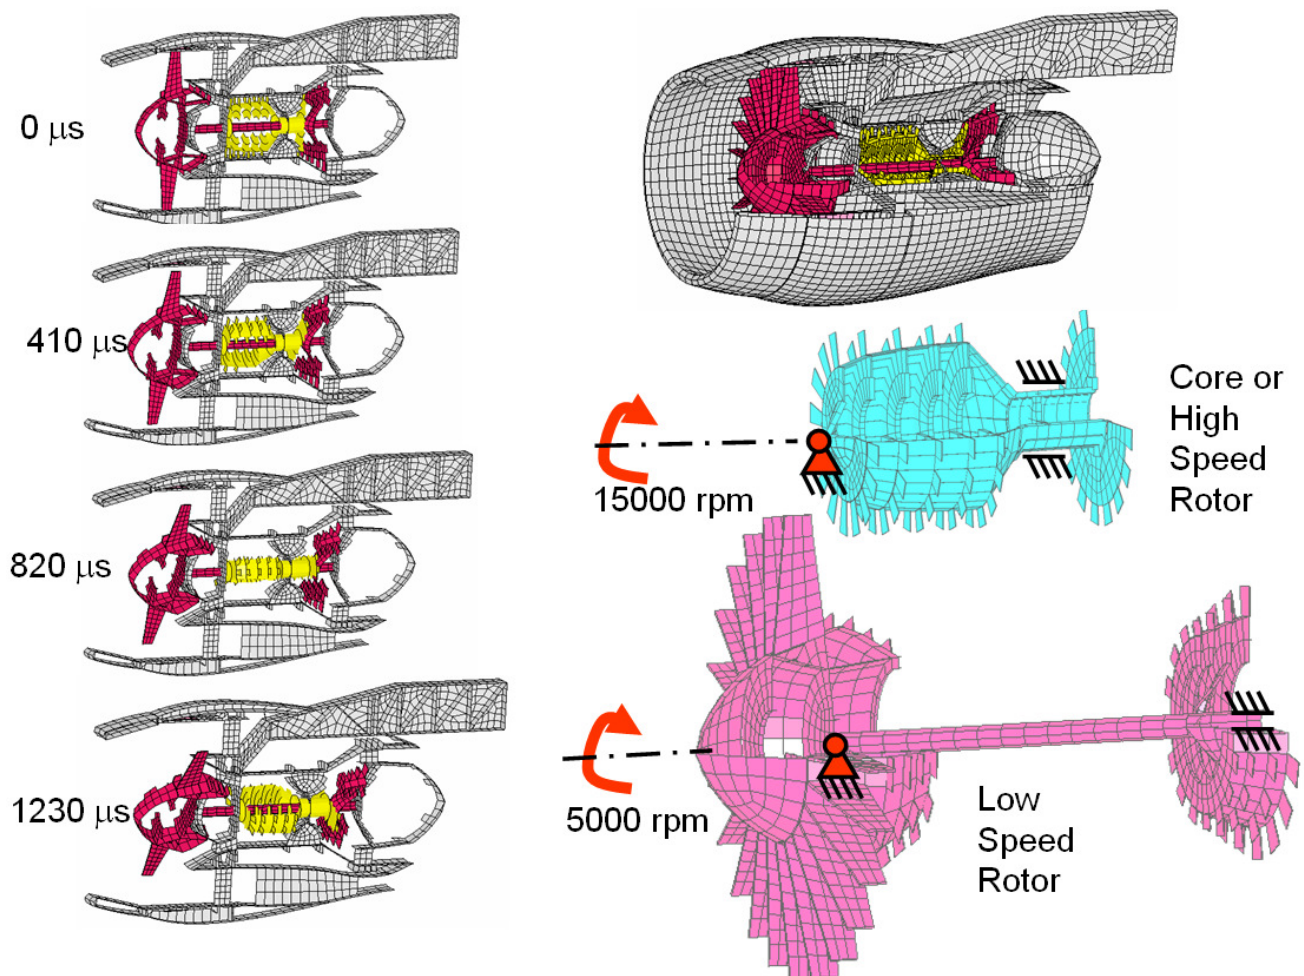 0 μs
410 μs
820 μs
1230 μs
Core or
High
Speed
Rotor
15000 rpm
5000 rpm
Low
Speed
Rotor